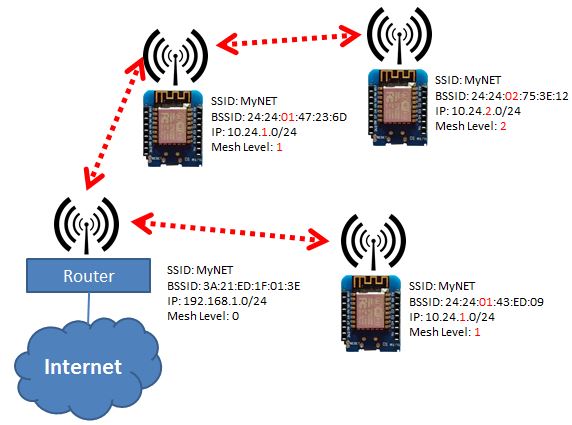 SSID: MyNET
BSSID: 24:24:01:47:23:6D
IP: 10.24.1.0/24
Mesh Level: 1
SSID: MyNET
BSSID: 24:24:02:75:3E:12
IP: 10.24.2.0/24
Mesh Level: 2
Router
SSID: MyNET
BSSID: 3A:21:ED:1F:01:3E
IP: 192.168.1.0/24
Mesh Level: 0
SSID: MyNET
BSSID: 24:24:01:43:ED:09
IP: 10.24.1.0/24
Mesh Level: 1
Internet